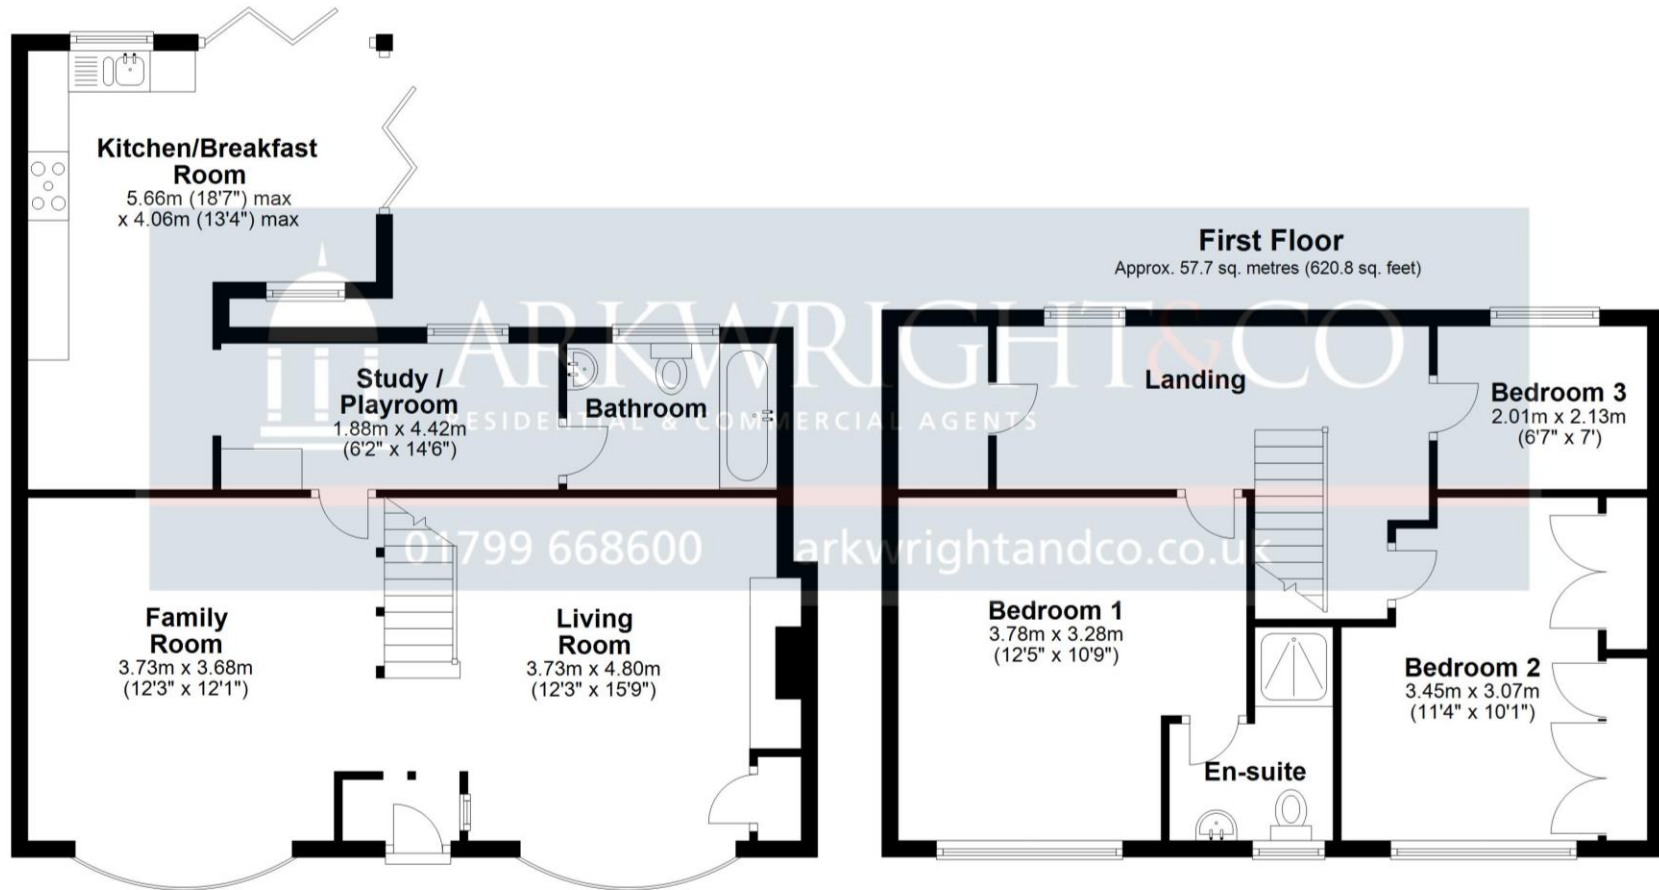 Kitchen/Breakfast
Room
5.66m (18'7") max
x 4.06m (13'4") max
Study /
Playroom
1.88m x 4.42m
(6'2" x 14'6")
Bathroom
Family
Room
3.73m x 3.68m
(12'3" x 12'1")
Living
Room
3.73m x 4.80m
(12'3" x 15'9")
First Floor
Approx. 57.7 sq. metres (620.8 sq. feet)
Landing
Bedroom 3
2.01m x 2.13m
(6'7" x 7')
Bedroom 1
3.78m x 3.28m
(12'5" x 10'9")
Bedroom 2
3.45m x 3.07m
(11'4" x 10'1")
En-suite
ARKWRIGHT&CO
RESIDENTIAL & COMMERCIAL AGENTS
01799 668600 arkwrightandco.co.uk